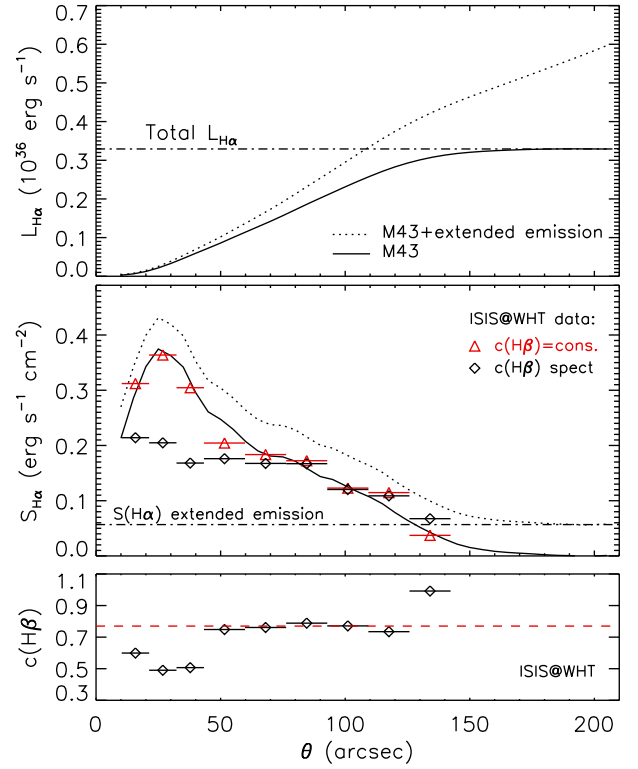 0.7
0.6
0.5
0.4
0.3
0.2
0.1
0.0
L_Hα (10^36 erg s^−1)
Total L_Hα
M43+extended emission
M43
0.4
0.3
0.2
0.1
0.0
S_Hα (erg s^−1 cm^−2)
ISIS@WHT data:
c(Hβ)=cons.
c(Hβ) spect
S(Hα) extended emission
1.1
0.9
0.7
0.5
0.3
c(Hβ)
ISIS@WHT
0 50 100 150 200
θ (arcsec)